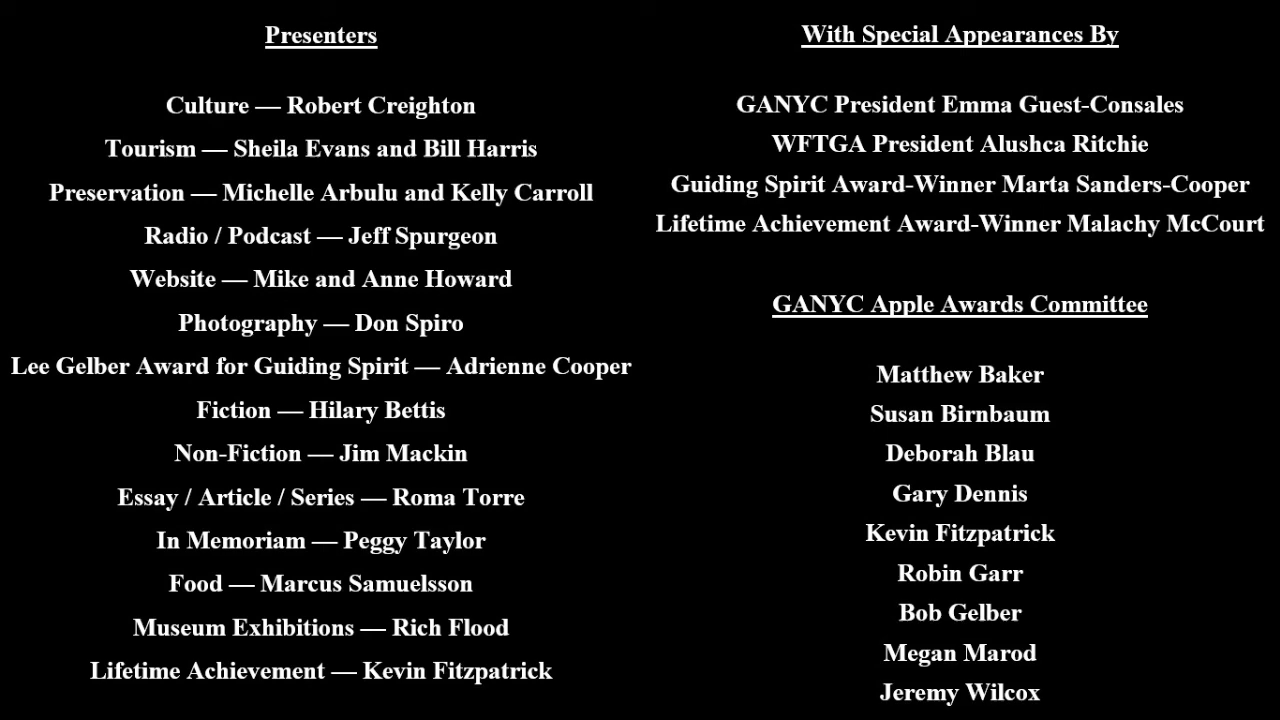 Presenters
Culture — Robert Creighton
Tourism — Sheila Evans and Bill Harris
Preservation — Michelle Arbulu and Kelly Carroll
Radio / Podcast — Jeff Spurgeon
Website — Mike and Anne Howard
Photography — Don Spiro
Lee Gelber Award for Guiding Spirit — Adrienne Cooper
Fiction — Hilary Bettis
Non-Fiction — Jim Mackin
Essay / Article / Series — Roma Torre
In Memoriam — Peggy Taylor
Food — Marcus Samuelsson
Museum Exhibitions — Rich Flood
Lifetime Achievement — Kevin Fitzpatrick
With Special Appearances By
GANYC President Emma Guest-Consales
WFTGA President Alushca Ritchie
Guiding Spirit Award-Winner Marta Sanders-Cooper
Lifetime Achievement Award-Winner Malachy McCourt
GANYC Apple Awards Committee
Matthew Baker
Susan Birnbaum
Deborah Blau
Gary Dennis
Kevin Fitzpatrick
Robin Garr
Bob Gelber
Megan Marod
Jeremy Wilcox